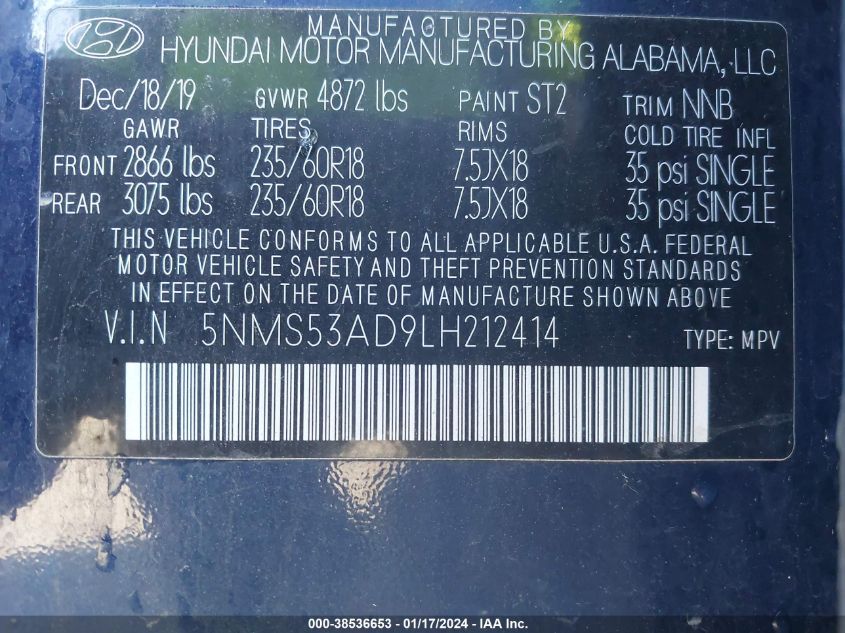 MANUFACTURED BY
HYUNDAI MOTOR MANUFACTURING ALABAMA, LLC
Dec/18/19 GVWR 4872 lbs PAINT ST2 TRIM NNB
GAWR TIRES RIMS COLD TIRE INFL
FRONT 2866 lbs 235/60R18 7.5JX18 35 psi SINGLE
REAR 3075 lbs 235/60R18 7.5JX18 35 psi SINGLE
THIS VEHICLE CONFORMS TO ALL APPLICABLE U.S.A. FEDERAL
MOTOR VEHICLE SAFETY AND THEFT PREVENTION STANDARDS
IN EFFECT ON THE DATE OF MANUFACTURE SHOWN ABOVE
V.I.N 5NMS53AD9LH212414 TYPE: MPV
000-38536653 - 01/17/2024 - IAA Inc.